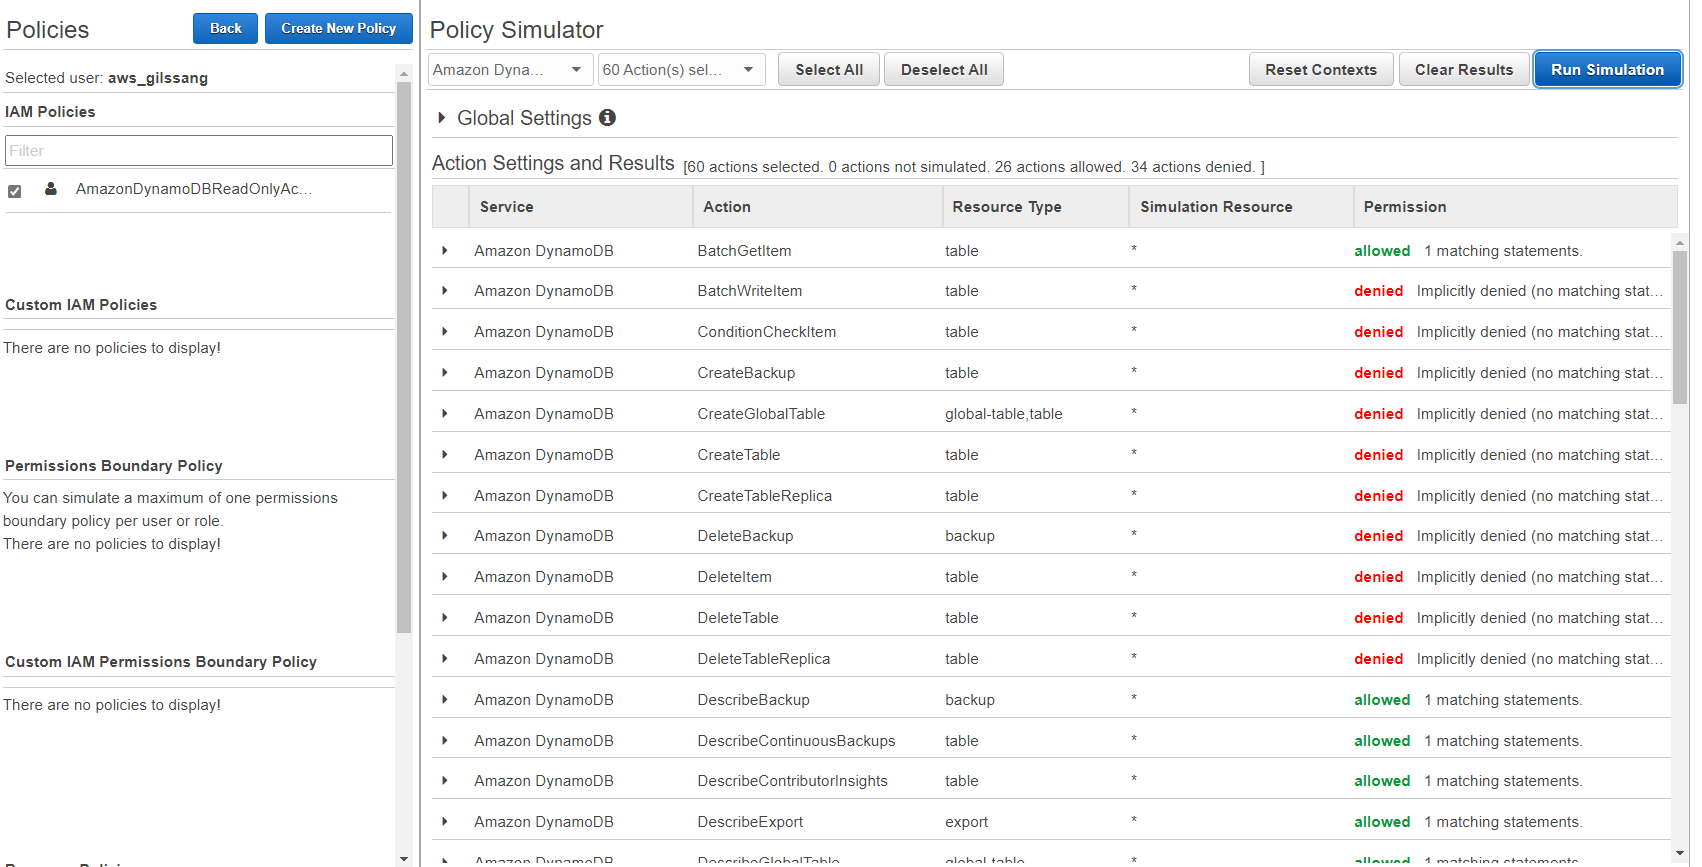 Policies
Back
Create New Policy
Selected user: aws_gilssang
IAM Policies
Filter
AmazonDynamoDBReadOnlyAc...
Custom IAM Policies
There are no policies to display!
Permissions Boundary Policy
You can simulate a maximum of one permissions
boundary policy per user or role.
There are no policies to display!
Custom IAM Permissions Boundary Policy
There are no policies to display!
Policy Simulator
Amazon Dyna...
60 Action(s) sel...
Select All
Deselect All
Reset Contexts
Clear Results
Run Simulation
Global Settings
Action Settings and Results [60 actions selected. 0 actions not simulated. 26 actions allowed. 34 actions denied. ]
Service Action Resource Type Simulation Resource Permission
Amazon DynamoDB BatchGetItem table * allowed 1 matching statements.
Amazon DynamoDB BatchWriteItem table * denied Implicitly denied (no matching stat...
Amazon DynamoDB ConditionCheckItem table * denied Implicitly denied (no matching stat...
Amazon DynamoDB CreateBackup table * denied Implicitly denied (no matching stat...
Amazon DynamoDB CreateGlobalTable global-table,table * denied Implicitly denied (no matching stat...
Amazon DynamoDB CreateTable table * denied Implicitly denied (no matching stat...
Amazon DynamoDB CreateTableReplica table * denied Implicitly denied (no matching stat...
Amazon DynamoDB DeleteBackup backup * denied Implicitly denied (no matching stat...
Amazon DynamoDB DeleteItem table * denied Implicitly denied (no matching stat...
Amazon DynamoDB DeleteTable table * denied Implicitly denied (no matching stat...
Amazon DynamoDB DeleteTableReplica table * denied Implicitly denied (no matching stat...
Amazon DynamoDB DescribeBackup backup * allowed 1 matching statements.
Amazon DynamoDB DescribeContinuousBackups table * allowed 1 matching statements.
Amazon DynamoDB DescribeContributorInsights table * allowed 1 matching statements.
Amazon DynamoDB DescribeExport export * allowed 1 matching statements.
Amazon DynamoDB DescribeGlobalTable global-table * allowed 1 matching statements.